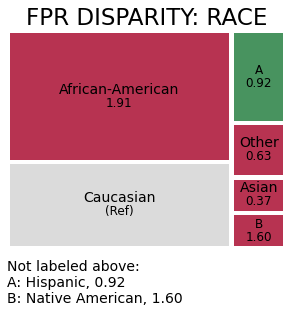 FPR DISPARITY: RACE
African-American
1.91
Caucasian
(Ref)
A
0.92
Other
0.63
Asian
0.37
B
1.60
Not labeled above:
A: Hispanic, 0.92
B: Native American, 1.60